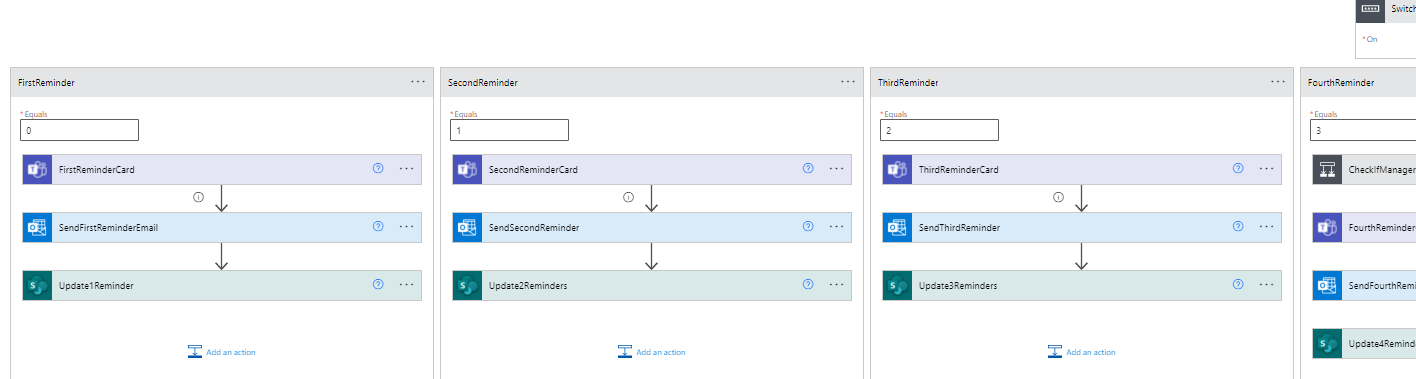 Switch
*On
FirstReminder
SecondReminder
ThirdReminder
FourthReminder
*Equals
*Equals
*Equals
*Equals
0
1
2
3
FirstReminderCard
SecondReminderCard
ThirdReminderCard
CheckIfManager
SendFirstReminderEmail
SendSecondReminder
SendThirdReminder
FourthReminder
Update1Reminder
Update2Reminders
Update3Reminders
SendFourthRemi
Update4Remind
Add an action
Add an action
Add an action